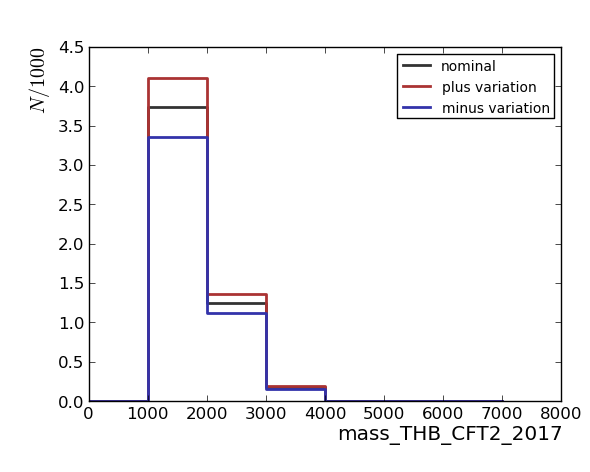 N/1000
4.5
4.0
3.5
3.0
2.5
2.0
1.5
1.0
0.5
0.0
nominal
plus variation
minus variation
0 1000 2000 3000 4000 5000 6000 7000 8000
mass_THB_CFT2_2017